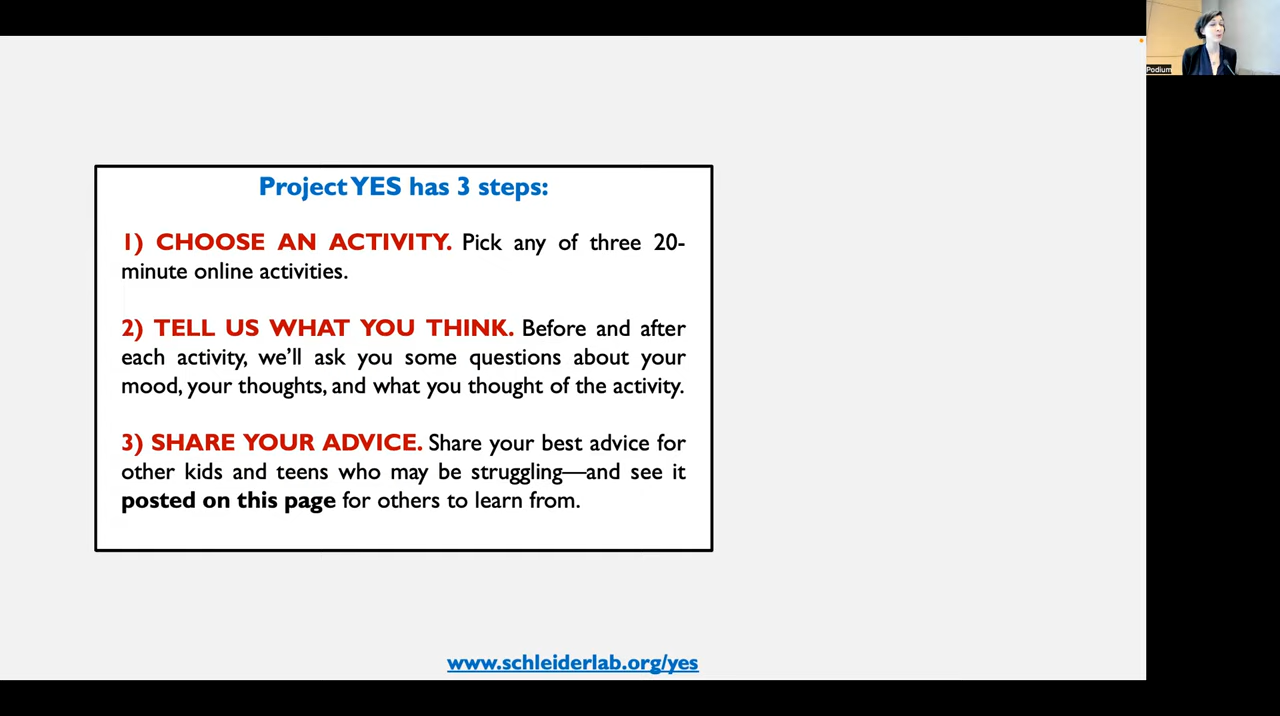 Podium
Project YES has 3 steps:
1) CHOOSE AN ACTIVITY. Pick any of three 20-
minute online activities.
2) TELL US WHAT YOU THINK. Before and after
each activity, we’ll ask you some questions about your
mood, your thoughts, and what you thought of the activity.
3) SHARE YOUR ADVICE. Share your best advice for
other kids and teens who may be struggling—and see it
posted on this page for others to learn from.
www.schleiderlab.org/yes